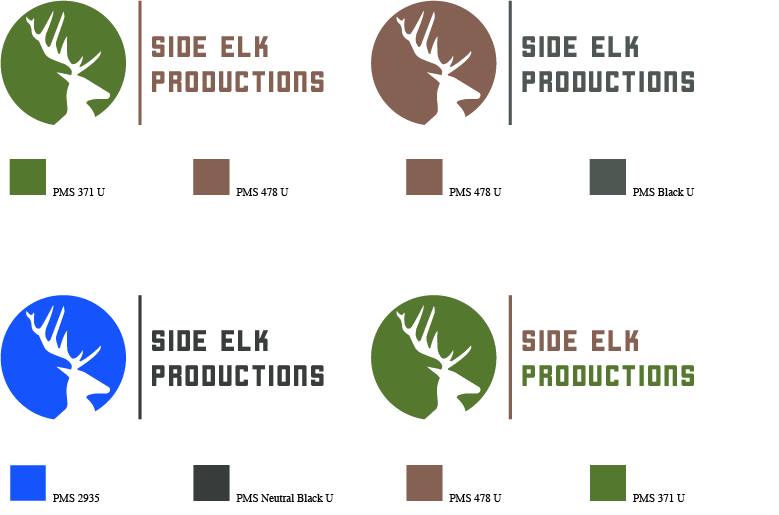 SIDE ELK
PRODUCTIONS
SIDE ELK
PRODUCTIONS
PMS 371 U
PMS 478 U
PMS 478 U
PMS Black U
SIDE ELK
PRODUCTIONS
SIDE ELK
PRODUCTIONS
PMS 2935
PMS Neutral Black U
PMS 478 U
PMS 371 U